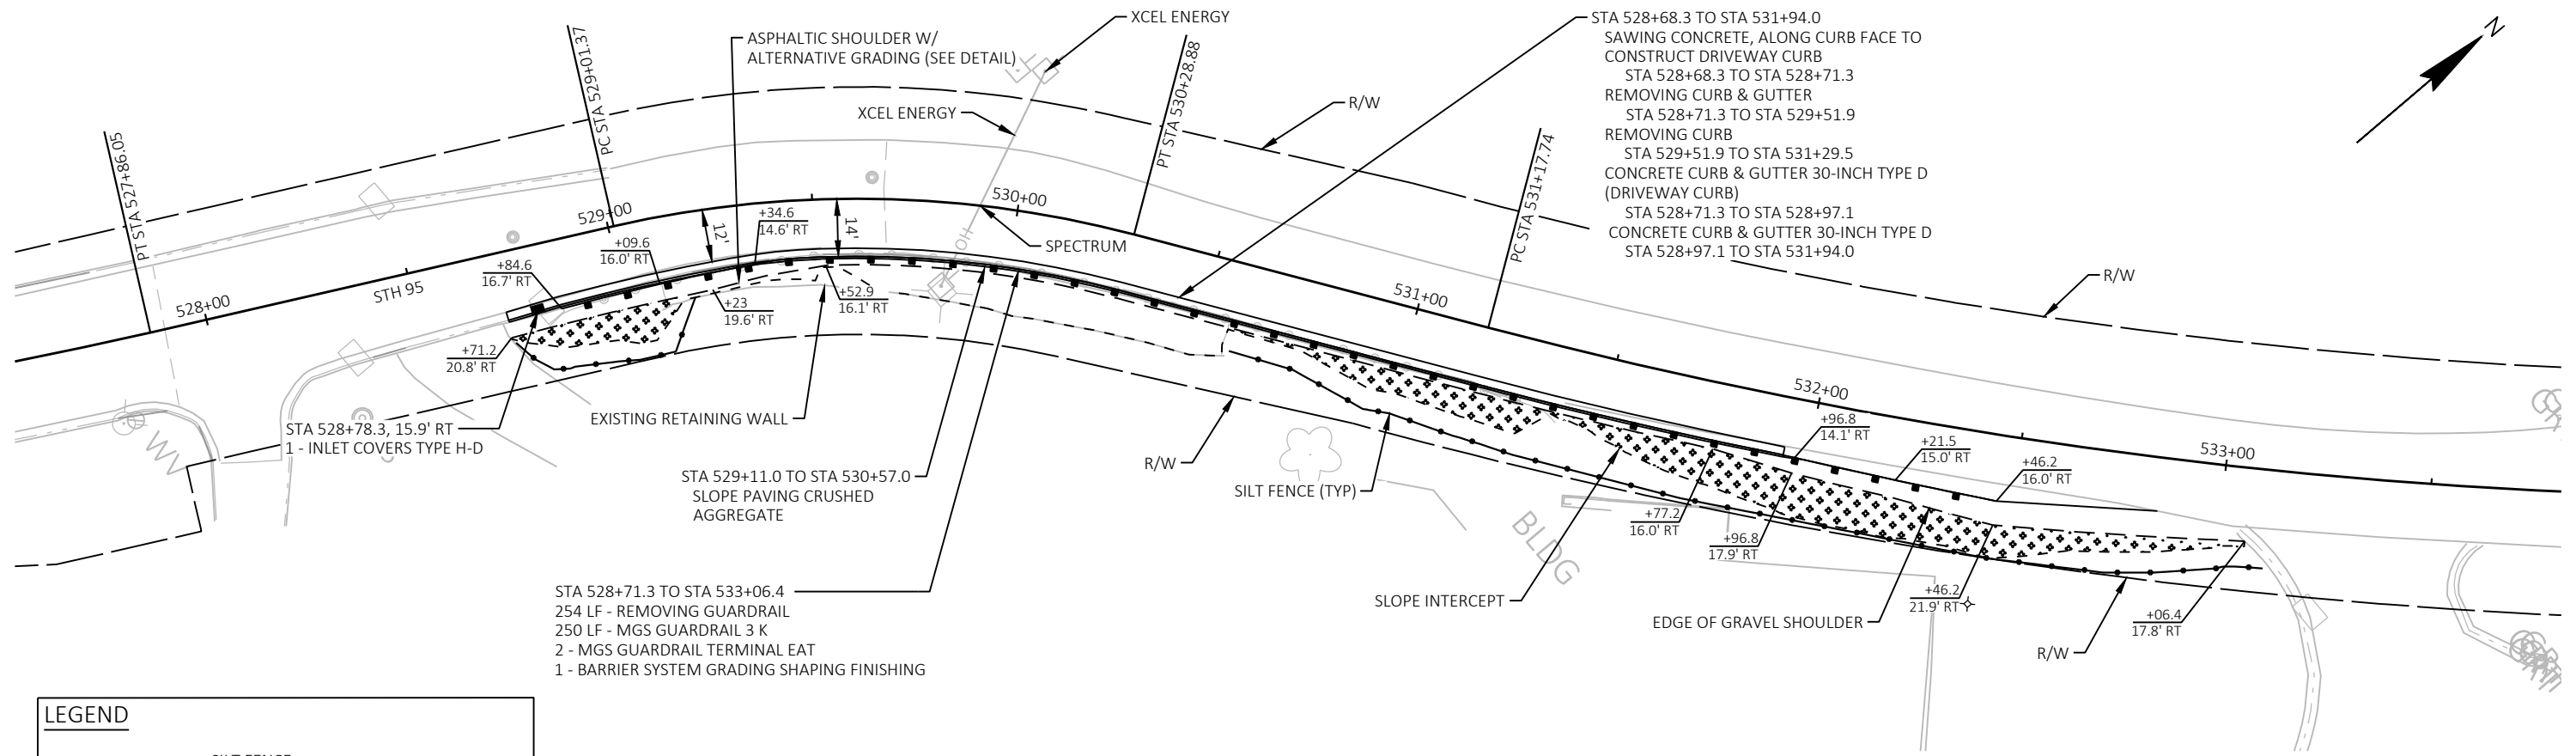 XCEL ENERGY
ASPHALTIC SHOULDER W/
ALTERNATIVE GRADING (SEE DETAIL)
XCEL ENERGY
R/W
STA 528+68.3 TO STA 531+94.0
SAWING CONCRETE, ALONG CURB FACE TO
CONSTRUCT DRIVEWAY CURB
STA 528+68.3 TO STA 528+71.3
REMOVING CURB & GUTTER
STA 528+71.3 TO STA 529+51.9
REMOVING CURB
STA 529+51.9 TO STA 531+29.5
CONCRETE CURB & GUTTER 30-INCH TYPE D
(DRIVEWAY CURB)
STA 528+71.3 TO STA 528+97.1
CONCRETE CURB & GUTTER 30-INCH TYPE D
STA 528+97.1 TO STA 531+94.0
N
PT STA 527+86.05
PC STA 529+01.37
PT STA 530+28.88
PC STA 531+17.74
R/W
528+00
STH 95
529+00
530+00
531+00
532+00
533+00
12'
14'
OH
SPECTRUM
+84.6
16.7' RT
+09.6
16.0' RT
+34.6
14.6' RT
+23
19.6' RT
+52.9
16.1' RT
+71.2
20.8' RT
WV
STA 528+78.3, 15.9' RT
1 - INLET COVERS TYPE H-D
EXISTING RETAINING WALL
STA 529+11.0 TO STA 530+57.0
SLOPE PAVING CRUSHED
AGGREGATE
R/W
SILT FENCE (TYP)
BLDG
SLOPE INTERCEPT
+77.2
16.0' RT
+96.8
17.9' RT
+96.8
14.1' RT
+21.5
15.0' RT
+46.2
16.0' RT
+46.2
21.9' RT
+06.4
17.8' RT
EDGE OF GRAVEL SHOULDER
R/W
STA 528+71.3 TO STA 533+06.4
254 LF - REMOVING GUARDRAIL
250 LF - MGS GUARDRAIL 3 K
2 - MGS GUARDRAIL TERMINAL EAT
1 - BARRIER SYSTEM GRADING SHAPING FINISHING
LEGEND